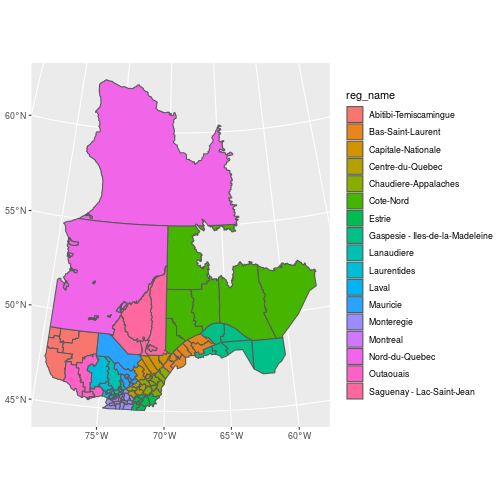 reg_name
Abitibi-Temiscamingue
Bas-Saint-Laurent
Capitale-Nationale
Centre-du-Quebec
Chaudiere-Appalaches
Cote-Nord
Estrie
Gaspesie - Iles-de-la-Madeleine
Lanaudiere
Laurentides
Laval
Mauricie
Monteregie
Montreal
Nord-du-Quebec
Outaouais
Saguenay - Lac-Saint-Jean
60°N
55°N
50°N
45°N
75°W 70°W 65°W 60°W